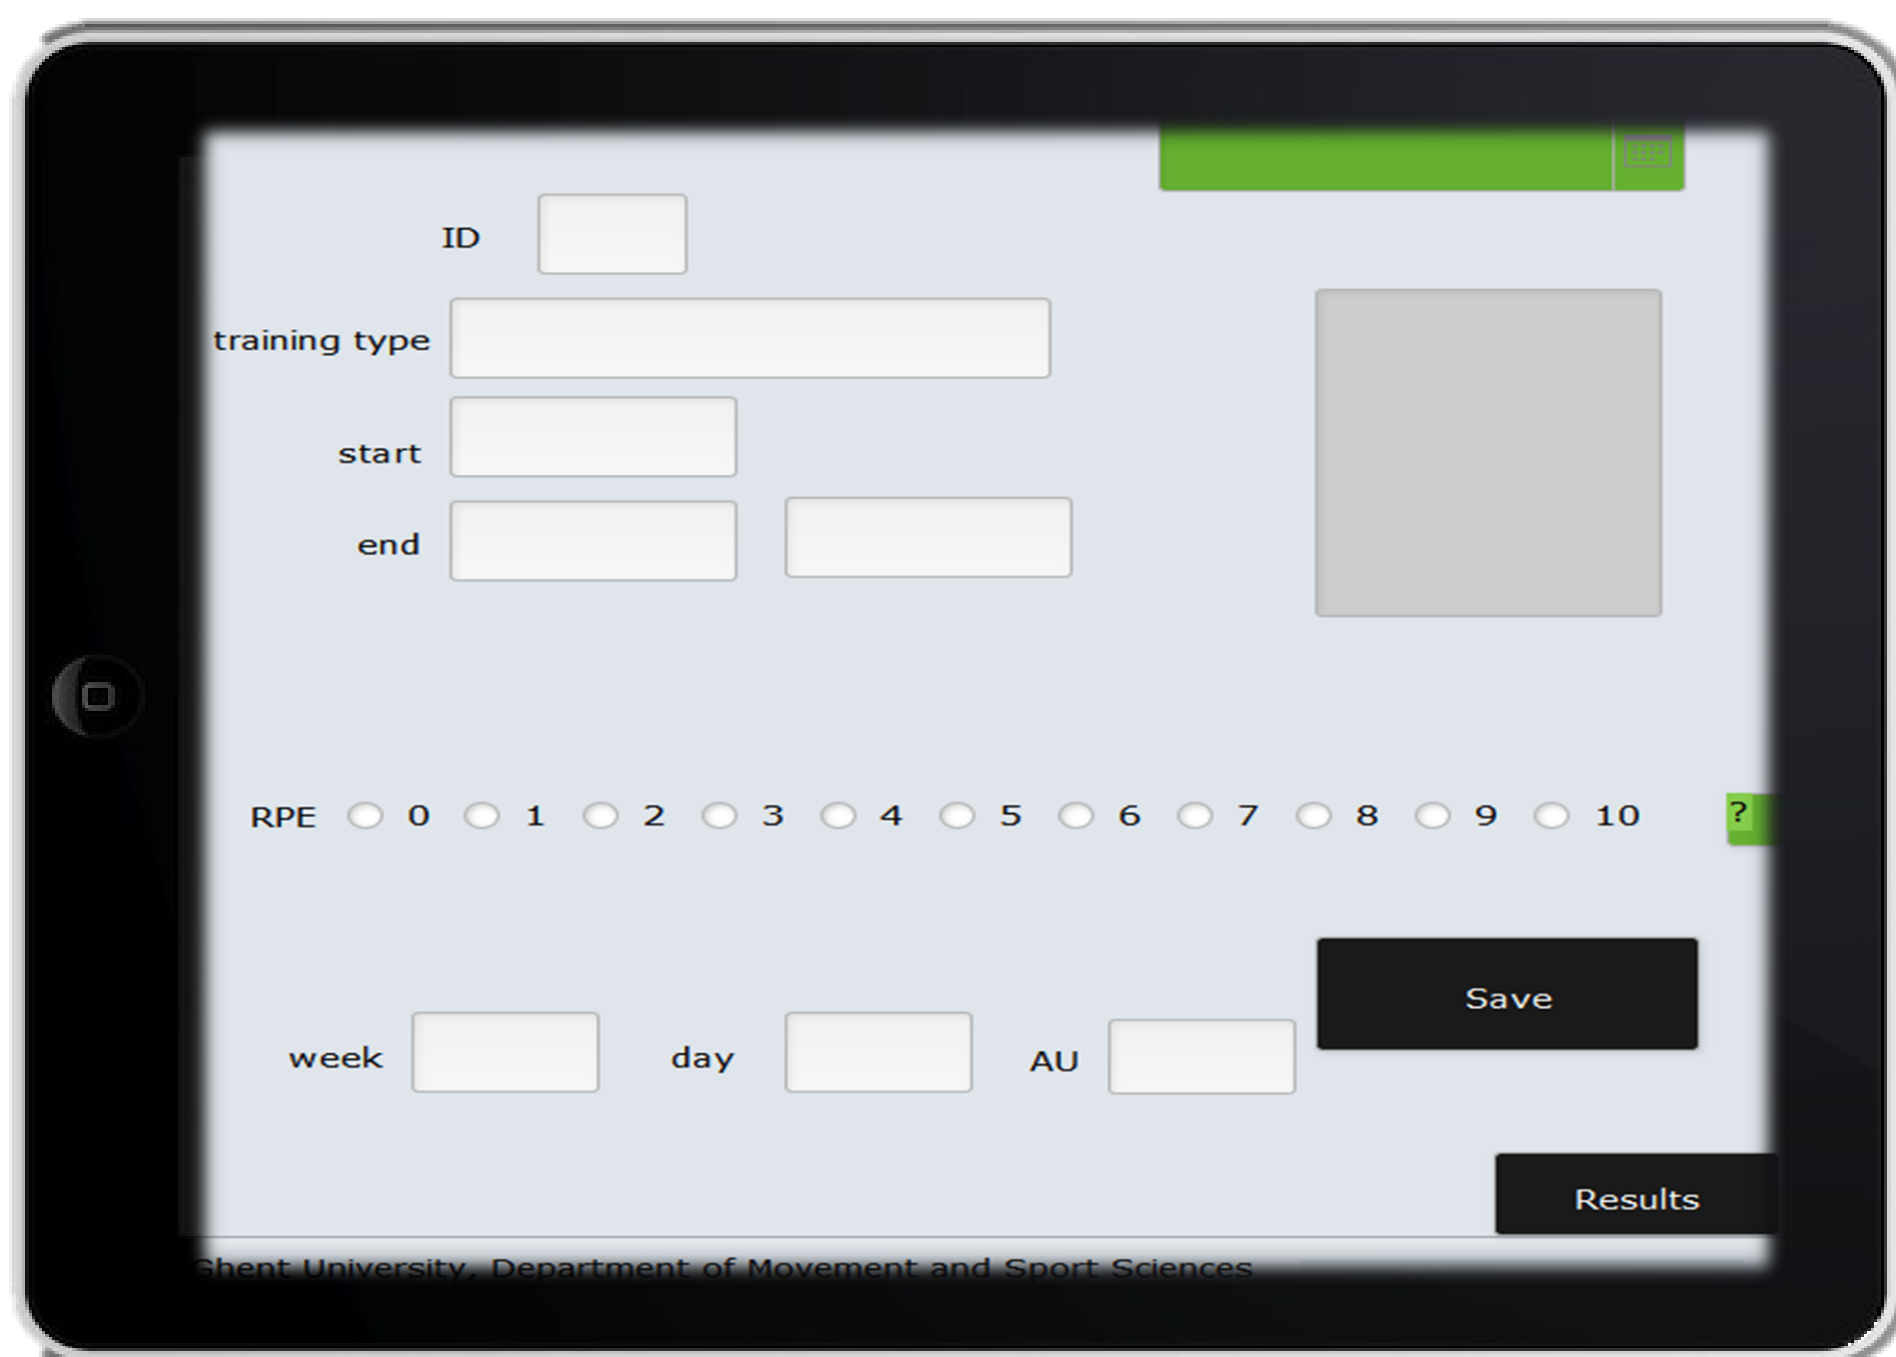 ID
training type
start
end
RPE 0 1 2 3 4 5 6 7 8 9 10 ?
Save
week day AU
Results
Ghent University, Department of Movement and Sport Sciences